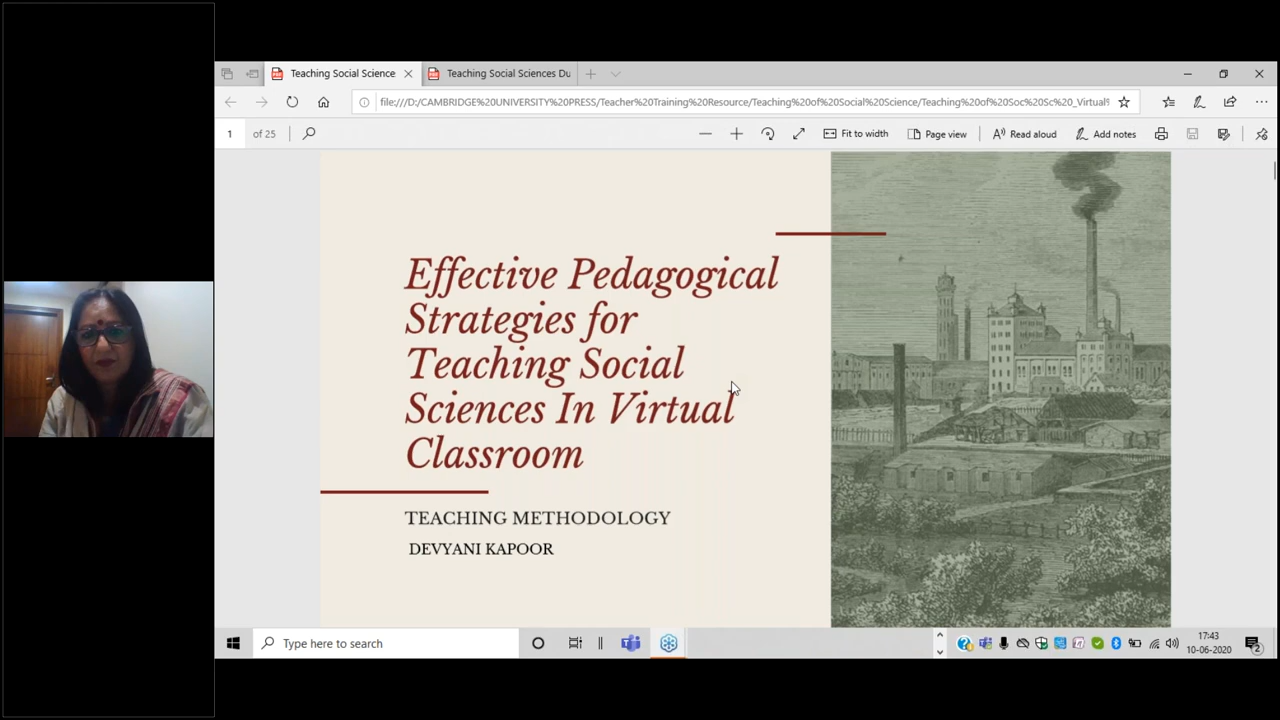 Teaching Social Science
Teaching Social Sciences Du
file:///D:/CAMBRIDGE%20UNIVERSITY%20PRESS/Teacher%20Training%20Resource/Teaching%20of%20Social%20Science/Teaching%20of%20Soc%20Sc%20_Virtual%
1 of 25
Fit to width
Page view
Read aloud
Add notes
Effective Pedagogical
Strategies for
Teaching Social
Sciences In Virtual
Classroom
TEACHING METHODOLOGY
DEVYANI KAPOOR
Type here to search
17:43
10-06-2020
2